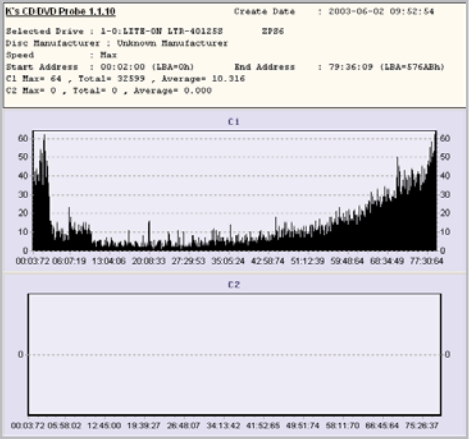 K's CD-DVD Probe 1.1.10 Create Date : 2003-06-02 09:52:54
Selected Drive : 1-0:LITE-ON LTR-40125S ZPS6
Disc Manufacturer : Unknown Manufacturer
Speed : Max
Start Address : 00:02:00 (LBA=0h) End Address : 79:36:09 (LBA=576ABh)
C1 Max= 64 , Total= 32599 , Average= 10.316
C2 Max= 0 , Total= 0 , Average= 0.000
C1
60 60
50 50
40 40
30 30
20 20
10 10
0 0
00:03:72 06:07:19 13:04:06 20:08:33 27:29:53 35:05:24 42:58:74 51:12:39 59:48:64 68:34:49 77:30:64
C2
0 0
00:03:72 05:58:02 12:45:00 19:39:27 26:48:07 34:13:42 41:52:65 49:51:74 58:11:70 66:45:64 75:26:37